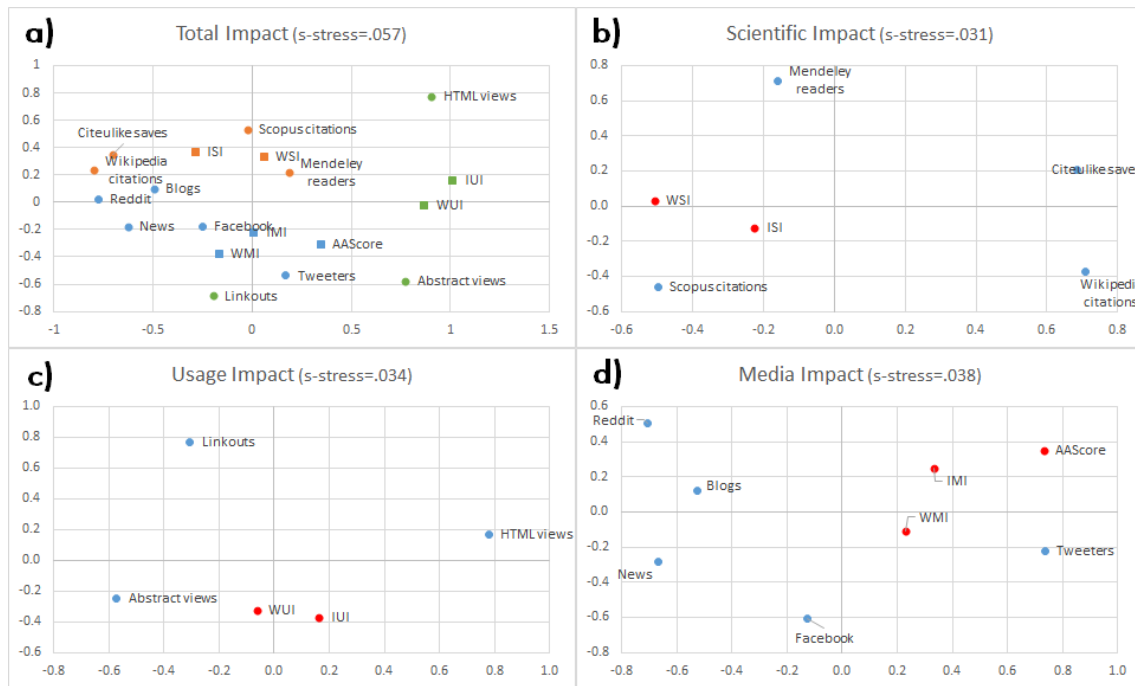 a)
Total Impact (s-stress=.057)
1
0.8
0.6
0.4
0.2
0
-0.2
-0.4
-0.6
-0.8
-1
-0.5
0
0.5
1
1.5
HTML views
Scopus citations
Citeulike saves
ISI
WSI
Wikipedia
citations
Mendeley
readers
IUI
Blogs
Reddit
WUI
News
Facebook
IMI
AAScore
WMI
Tweeters
Abstract views
Linkouts
b)
Scientific Impact (s-stress=.031)
0.8
0.6
0.4
0.2
0.0
-0.2
-0.4
-0.6
-0.6
-0.4
-0.2
0.0
0.2
0.4
0.6
0.8
Mendeley
readers
Citeulike saves
WSI
ISI
Scopus citations
Wikipedia
citations
c)
Usage Impact (s-stress=.034)
1.0
0.8
0.6
0.4
0.2
0.0
-0.2
-0.4
-0.6
-0.8
-0.6
-0.4
-0.2
0.0
0.2
0.4
0.6
0.8
1.0
Linkouts
HTML views
Abstract views
WUI
IUI
d)
Media Impact (s-stress=.038)
0.6
0.4
0.2
0.0
-0.2
-0.4
-0.6
-0.8
-0.8
-0.6
-0.4
-0.2
0.0
0.2
0.4
0.6
0.8
1.0
Reddit
AAScore
IMI
Blogs
WMI
Tweeters
News
Facebook